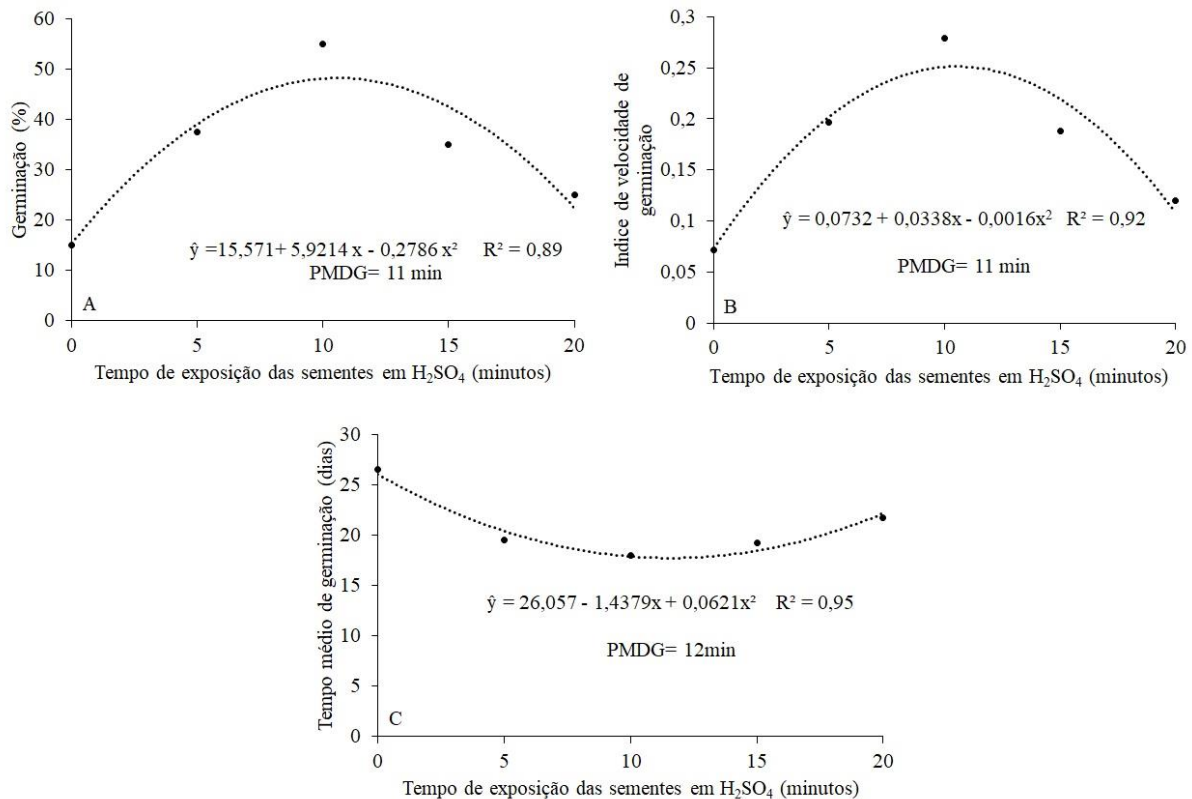 60
50
40
30
20
10
0
Germinação (%)
ŷ =15,571+ 5,9214 x - 0,2786 x² R² = 0,89
PMDG= 11 min
A
0 5 10 15 20
Tempo de exposição das sementes em H₂SO₄ (minutos)
0,3
0,25
0,2
0,15
0,1
0,05
0
Indice de velocidade de
germinação
ŷ = 0,0732 + 0,0338x - 0,0016x² R² = 0,92
PMDG= 11 min
B
0 5 10 15 20
Tempo de exposição das sementes em H₂SO₄ (minutos)
30
25
20
15
10
5
0
Tempo médio de germinação (dias)
ŷ = 26,057 - 1,4379x + 0,0621x² R² = 0,95
PMDG= 12min
C
0 5 10 15 20
Tempo de exposição das sementes em H₂SO₄ (minutos)